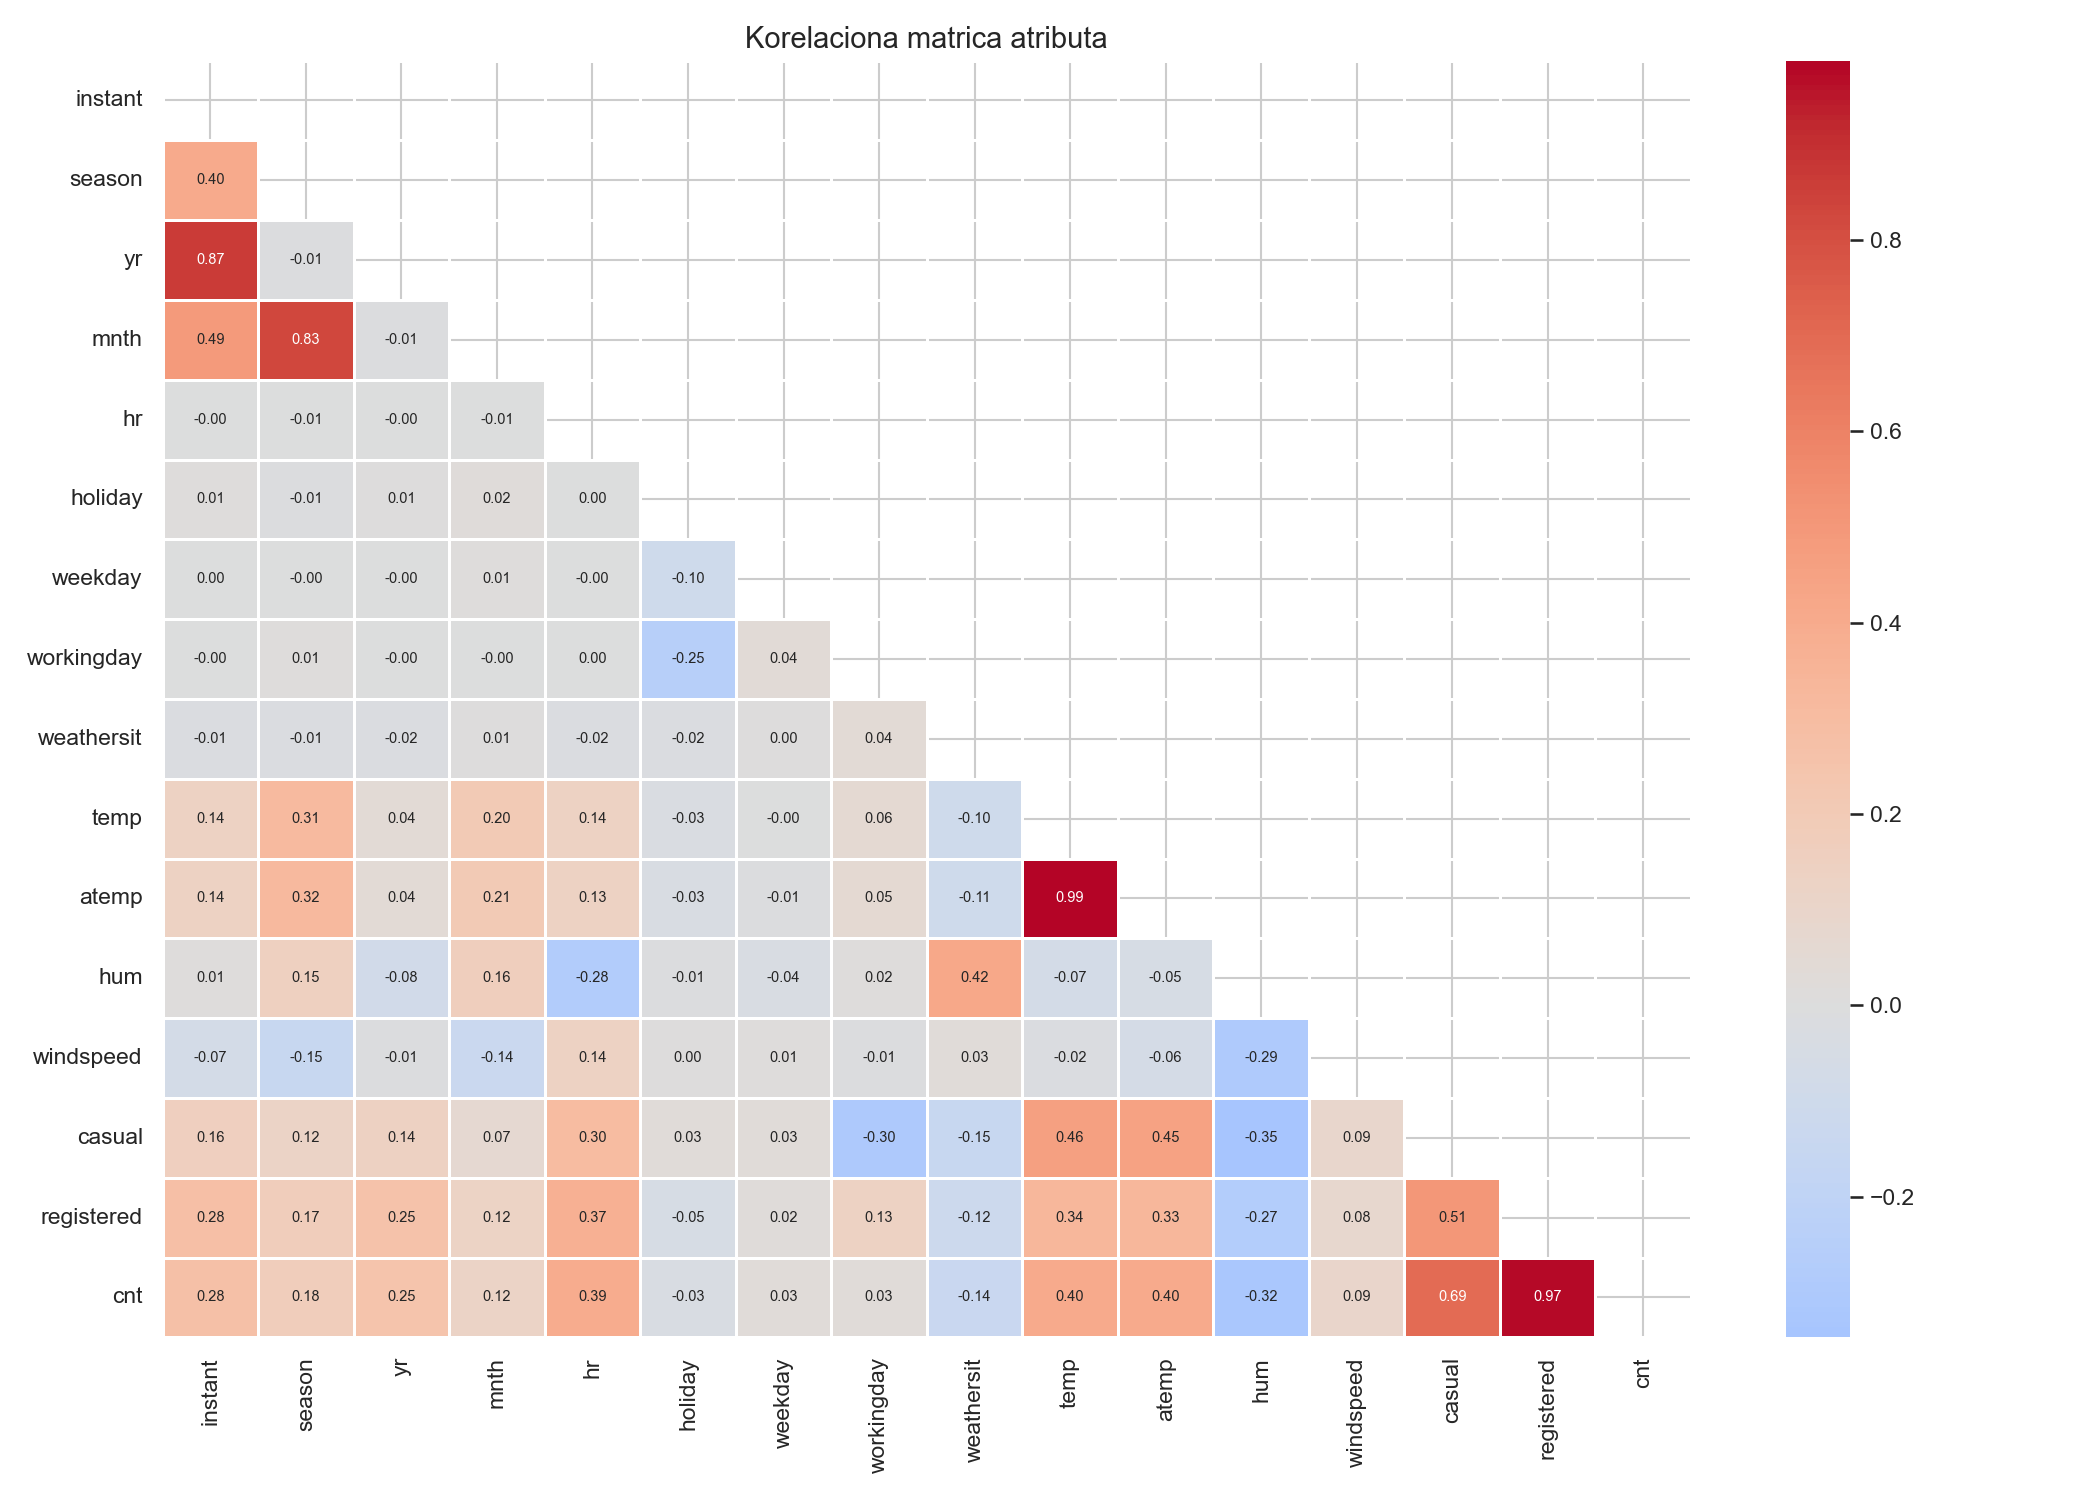 Korelaciona matrica atributa
instant
season 0.40
yr 0.87 -0.01
mnth 0.49 0.83 -0.01
hr -0.00 -0.01 -0.00 -0.01
holiday 0.01 -0.01 0.01 0.02 0.00
weekday 0.00 -0.00 -0.00 0.01 -0.00 -0.10
workingday -0.00 0.01 -0.00 -0.00 0.00 -0.25 0.04
weathersit -0.01 -0.01 -0.02 0.01 -0.02 -0.02 0.00 0.04
temp 0.14 0.31 0.04 0.20 0.14 -0.03 -0.00 0.06 -0.10
atemp 0.14 0.32 0.04 0.21 0.13 -0.03 -0.01 0.05 -0.11 0.99
hum 0.01 0.15 -0.08 0.16 -0.28 -0.01 -0.04 0.02 0.42 -0.07 -0.05
windspeed -0.07 -0.15 -0.01 -0.14 0.14 0.00 0.01 -0.01 0.03 -0.02 -0.06 -0.29
casual 0.16 0.12 0.14 0.07 0.30 0.03 0.03 -0.30 -0.15 0.46 0.45 -0.35 0.09
registered 0.28 0.17 0.25 0.12 0.37 -0.05 0.02 0.13 -0.12 0.34 0.33 -0.27 0.08 0.51
cnt 0.28 0.18 0.25 0.12 0.39 -0.03 0.03 0.03 -0.14 0.40 0.40 -0.32 0.09 0.69 0.97
instant season yr mnth hr holiday weekday workingday weathersit temp atemp hum windspeed casual registered cnt
0.8
0.6
0.4
0.2
0.0
−0.2